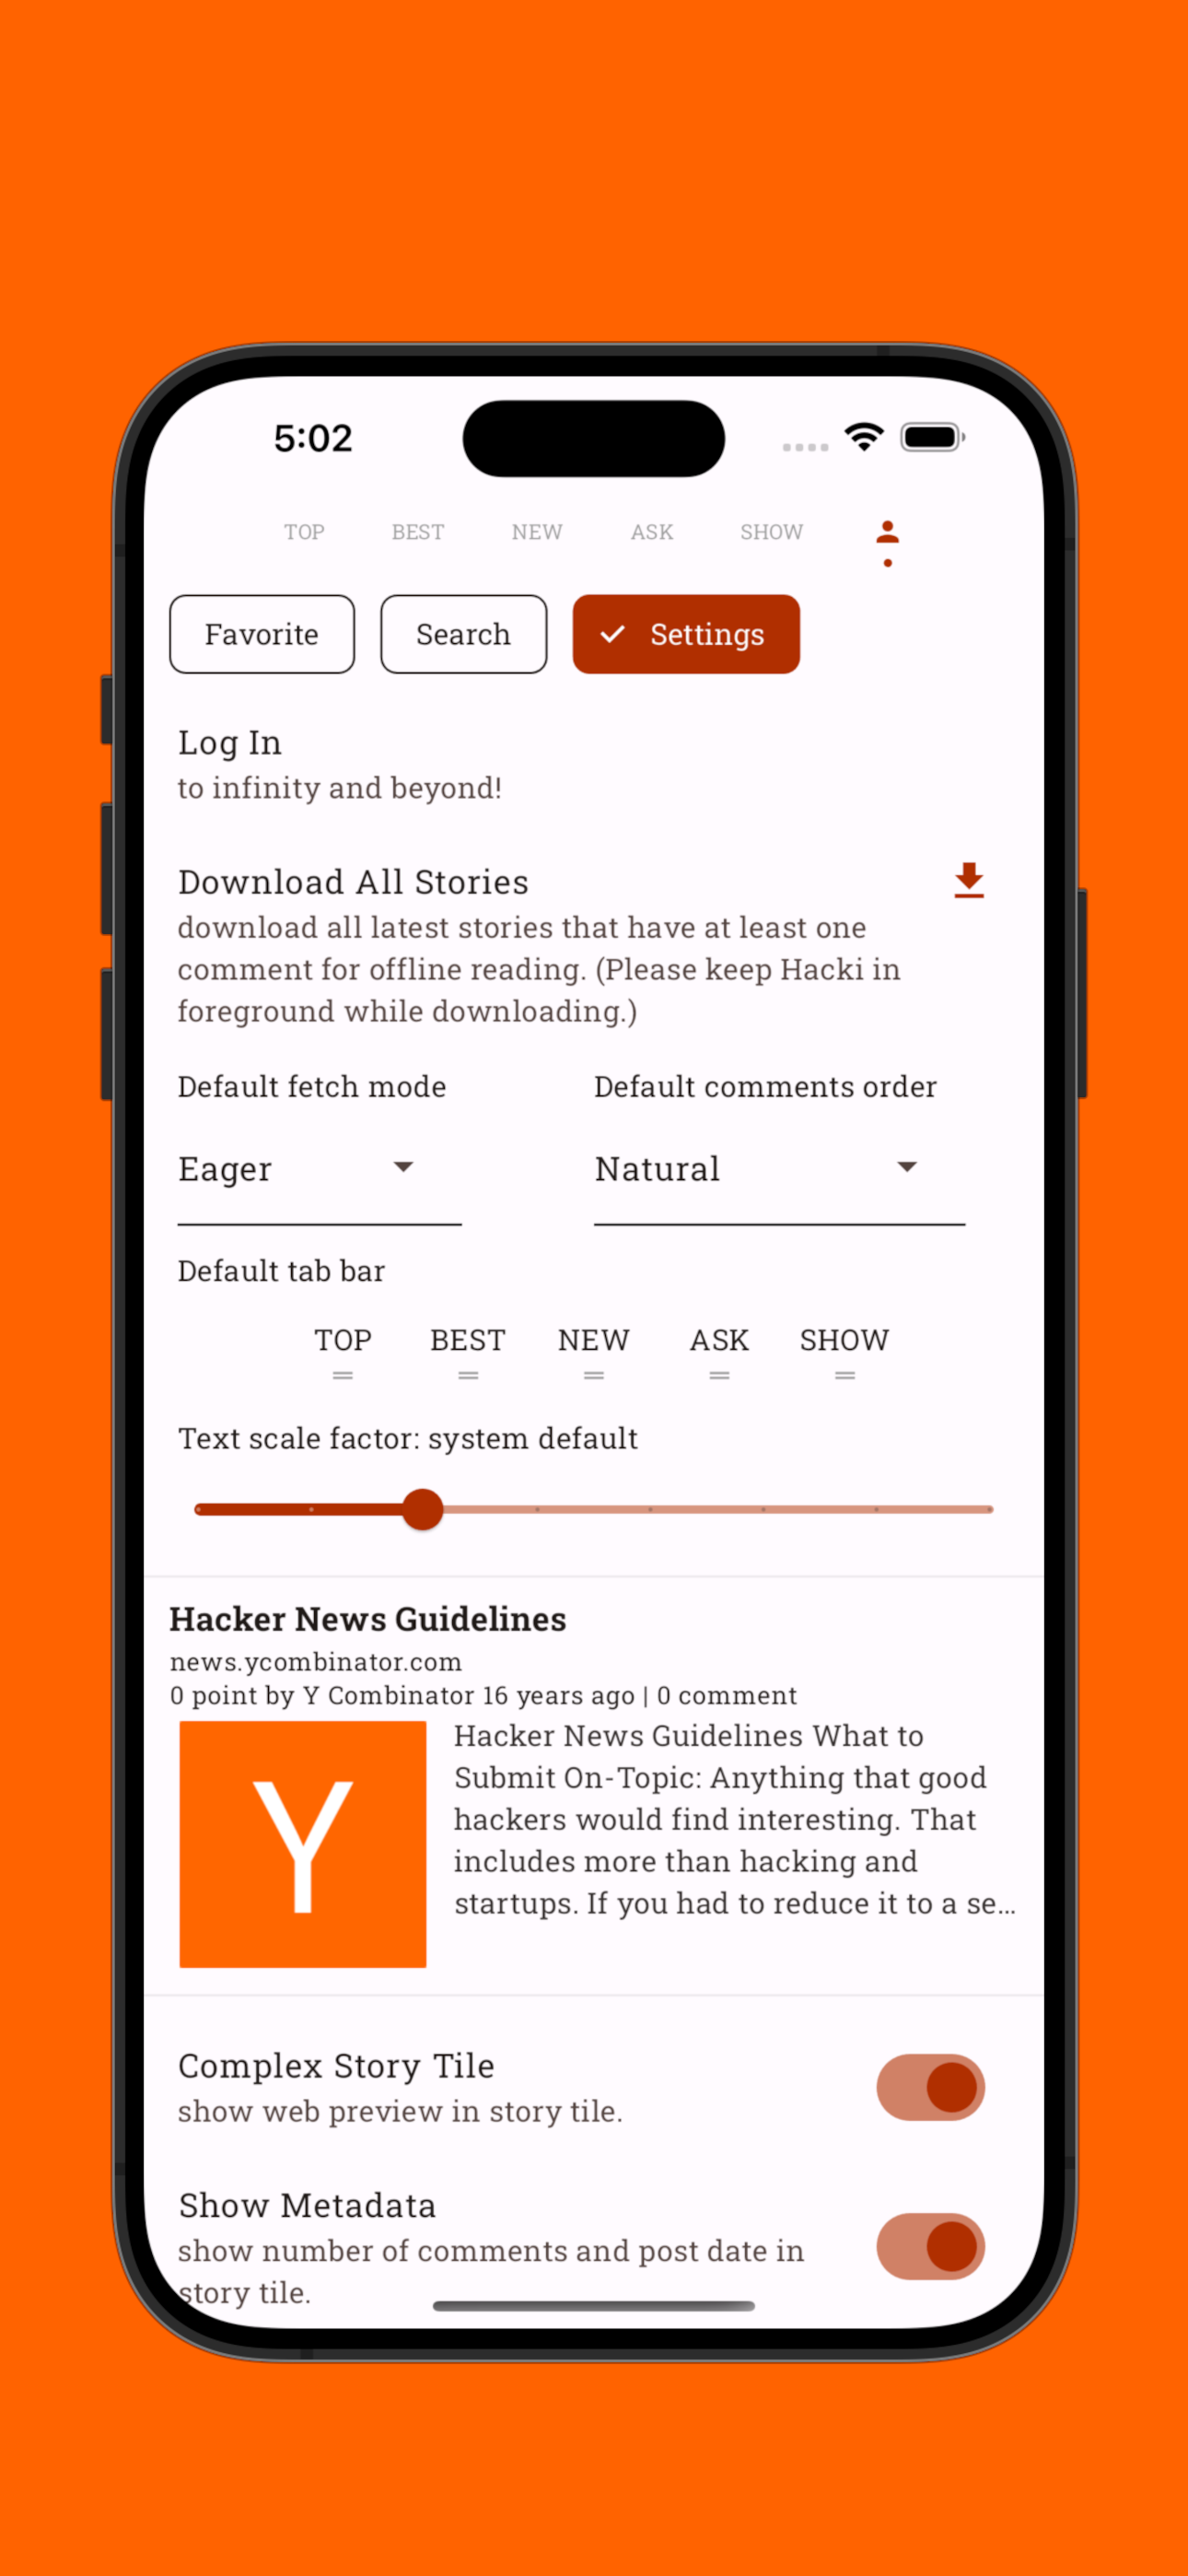 5:02
TOP BEST NEW ASK SHOW
Favorite Search Settings
Log In
to infinity and beyond!
Download All Stories
download all latest stories that have at least one
comment for offline reading. (Please keep Hacki in
foreground while downloading.)
Default fetch mode Default comments order
Eager Natural
Default tab bar
TOP BEST NEW ASK SHOW
Text scale factor: system default
Hacker News Guidelines
news.ycombinator.com
0 point by Y Combinator 16 years ago | 0 comment
Y
Hacker News Guidelines What to
Submit On-Topic: Anything that good
hackers would find interesting. That
includes more than hacking and
startups. If you had to reduce it to a se...
Complex Story Tile
show web preview in story tile.
Show Metadata
show number of comments and post date in
story tile.